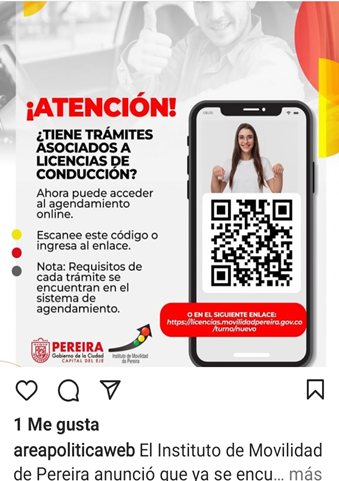 ¡ATENCIÓN!
¿TIENE TRÁMITES
ASOCIADOS A
LICENCIAS DE
CONDUCCIÓN?
Ahora puede acceder
al agendamiento
online.
Escanee este código o
ingresa al enlace.
Nota: Requisitos de
cada trámite se
encuentran en el
sistema de
agendamiento.
O EN EL SIGUIENTE ENLACE:
https://licencias.movilidadpereira.gov.co
/turno/nuevo
PEREIRA
Gobierno de la Ciudad
CAPITAL DEL EJE
Instituto de Movilidad
de Pereira
1 Me gusta
areapoliticaweb El Instituto de Movilidad
de Pereira anunció que ya se encu... más